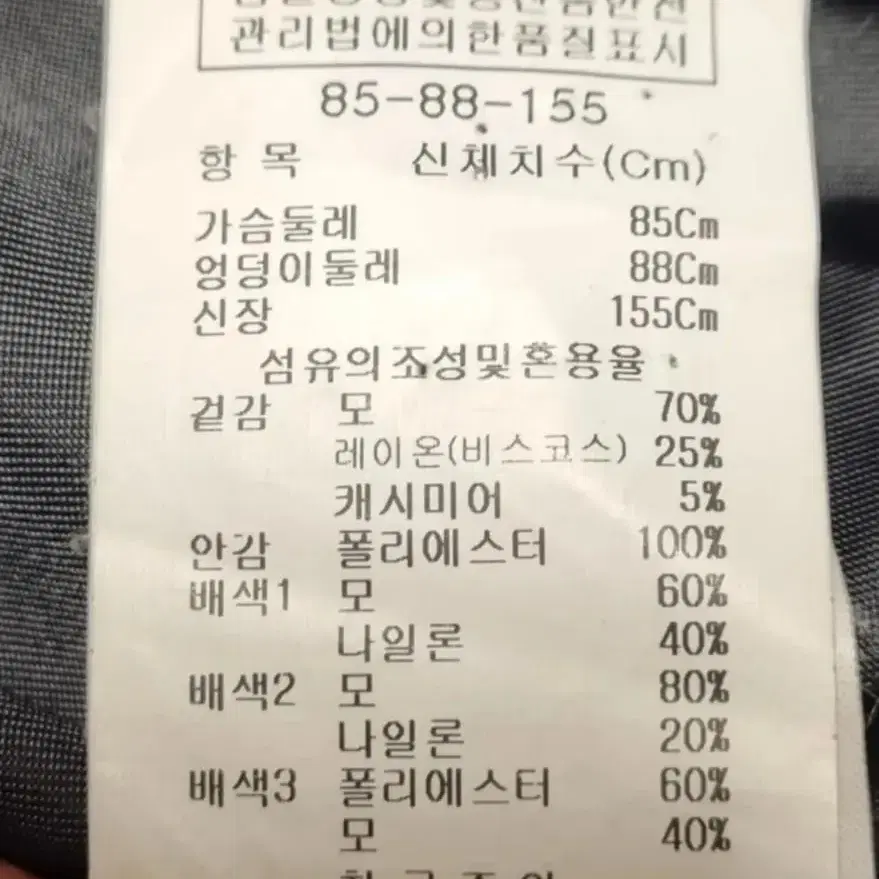 관리법에의한품질표시
85-88-155
항 목 신체치수(Cm)
가슴둘레 85Cm
엉덩이둘레 88Cm
신장 155Cm
섬유의조성및혼용율
겉감 모 70%
레이온(비스코스) 25%
캐시미어 5%
안감 폴리에스터 100%
배색1 모 60%
나일론 40%
배색2 모 80%
나일론 20%
배색3 폴리에스터 60%
모 40%